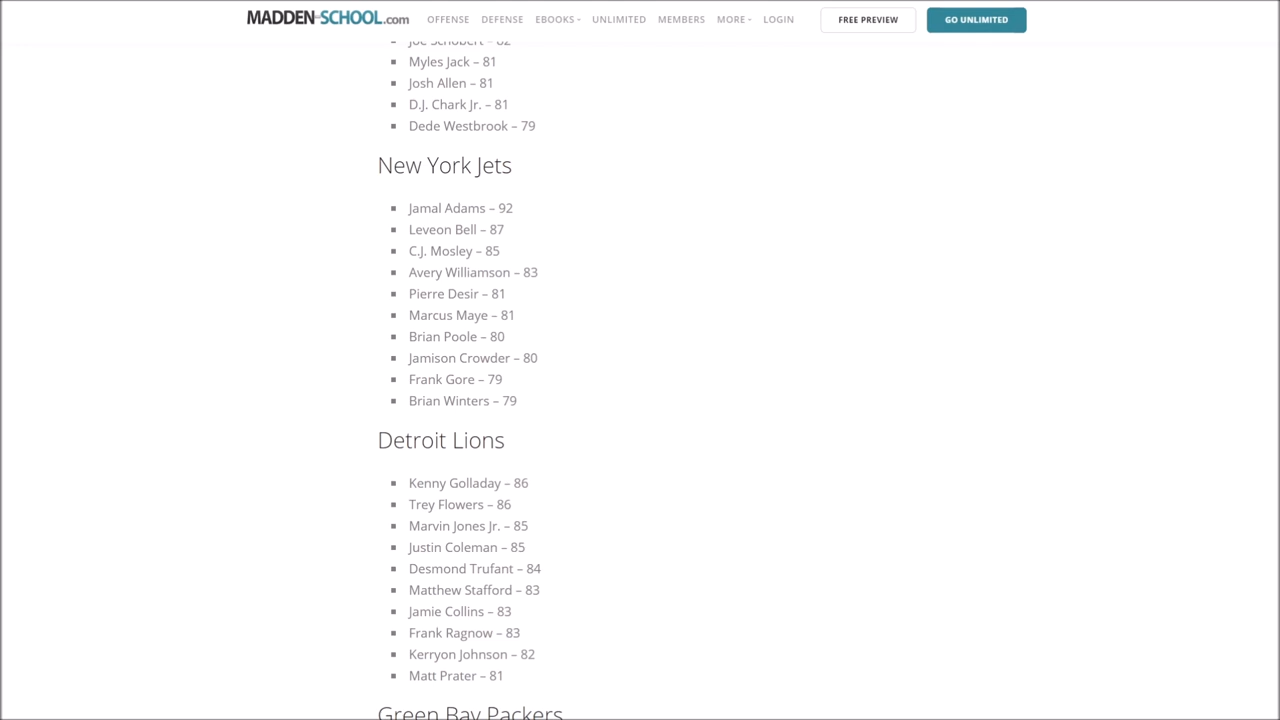 MADDEN-SCHOOL.com OFFENSE DEFENSE EBOOKS UNLIMITED MEMBERS MORE LOGIN FREE PREVIEW GO UNLIMITED
Joe Schobert – 82
Myles Jack – 81
Josh Allen – 81
D.J. Chark Jr. – 81
Dede Westbrook – 79
New York Jets
Jamal Adams – 92
Leveon Bell – 87
C.J. Mosley – 85
Avery Williamson – 83
Pierre Desir – 81
Marcus Maye – 81
Brian Poole – 80
Jamison Crowder – 80
Frank Gore – 79
Brian Winters – 79
Detroit Lions
Kenny Golladay – 86
Trey Flowers – 86
Marvin Jones Jr. – 85
Justin Coleman – 85
Desmond Trufant – 84
Matthew Stafford – 83
Jamie Collins – 83
Frank Ragnow – 83
Kerryon Johnson – 82
Matt Prater – 81
Green Bay Packers